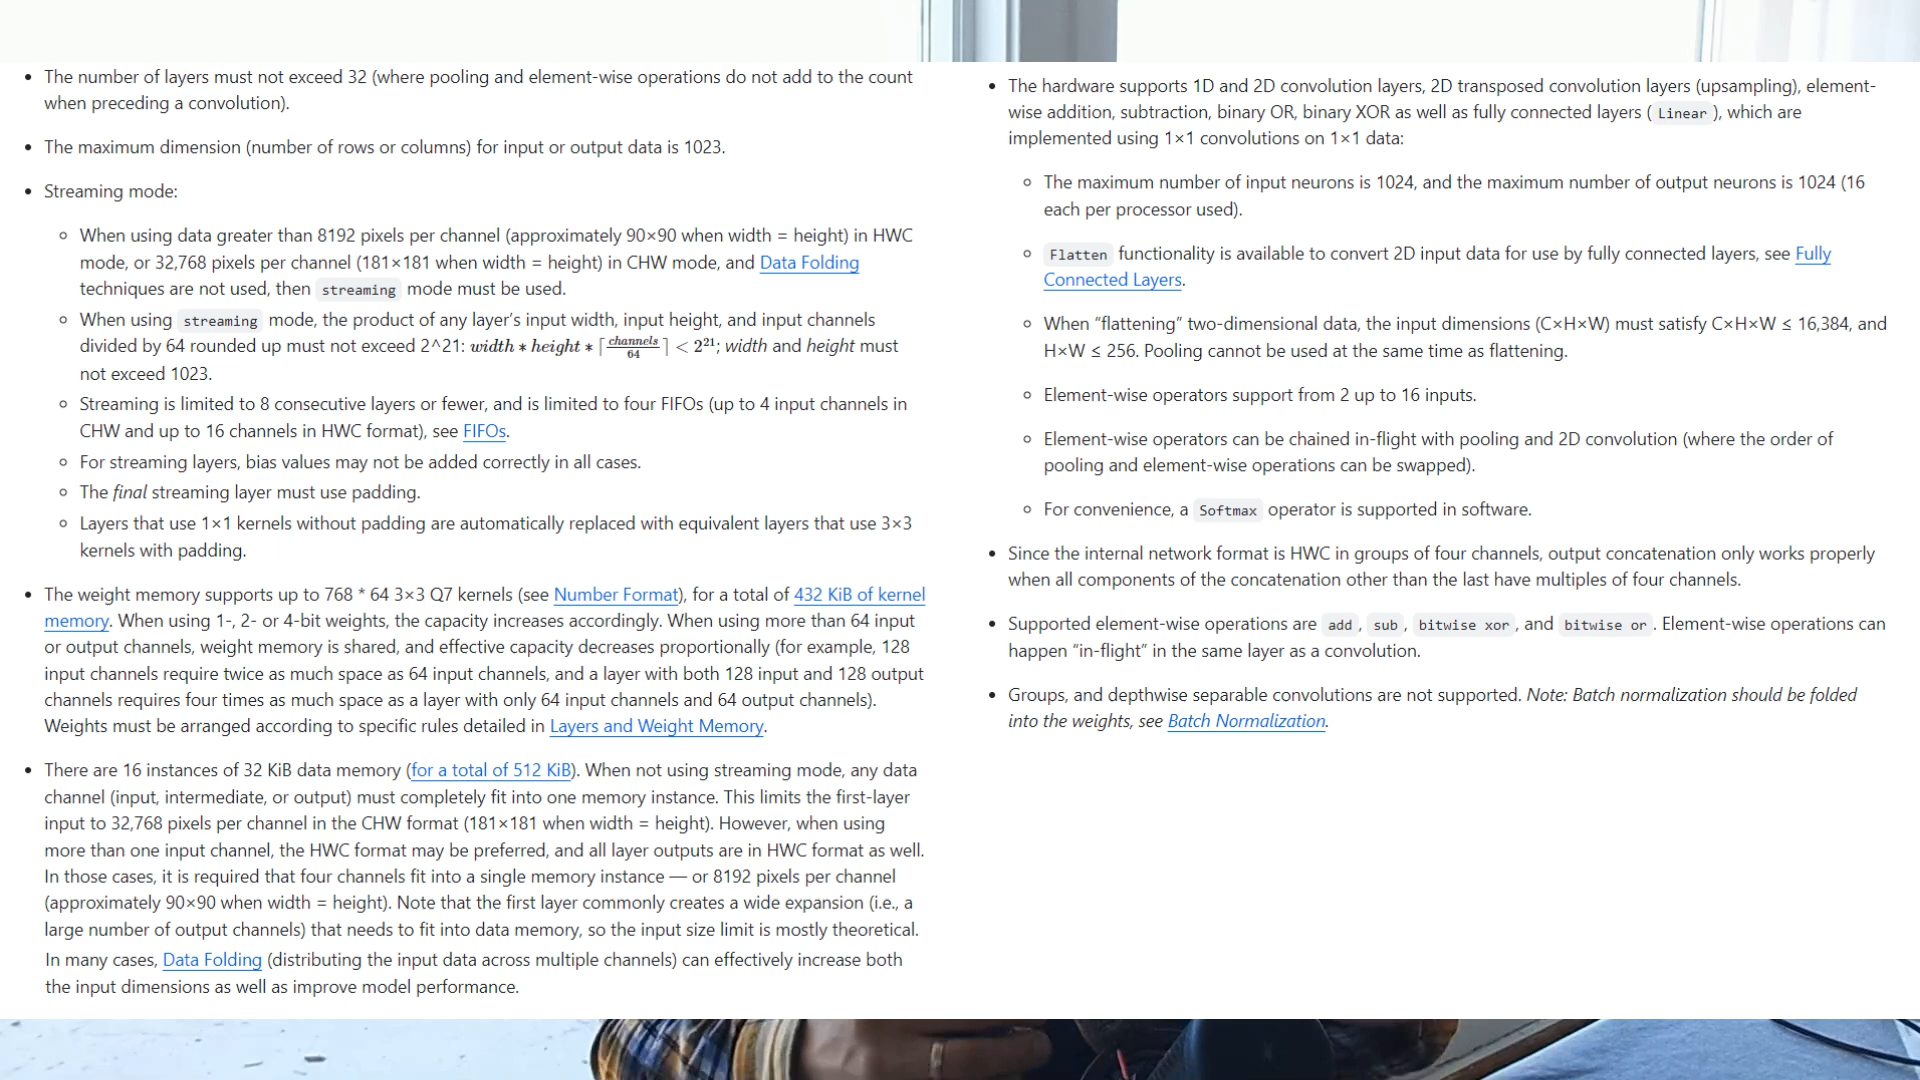 • The number of layers must not exceed 32 (where pooling and element-wise operations do not add to the count
when preceding a convolution).
• The maximum dimension (number of rows or columns) for input or output data is 1023.
• Streaming mode:
◦ When using data greater than 8192 pixels per channel (approximately 90×90 when width = height) in HWC
mode, or 32,768 pixels per channel (181×181 when width = height) in CHW mode, and Data Folding
techniques are not used, then streaming mode must be used.
◦ When using streaming mode, the product of any layer's input width, input height, and input channels
divided by 64 rounded up must not exceed 2^21: width ∗ height ∗ ⌈channels/64⌉ < 2²¹; width and height must
not exceed 1023.
◦ Streaming is limited to 8 consecutive layers or fewer, and is limited to four FIFOs (up to 4 input channels in
CHW and up to 16 channels in HWC format), see FIFOs.
◦ For streaming layers, bias values may not be added correctly in all cases.
◦ The final streaming layer must use padding.
◦ Layers that use 1×1 kernels without padding are automatically replaced with equivalent layers that use 3×3
kernels with padding.
• The weight memory supports up to 768 * 64 3×3 Q7 kernels (see Number Format), for a total of 432 KiB of kernel
memory. When using 1-, 2- or 4-bit weights, the capacity increases accordingly. When using more than 64 input
or output channels, weight memory is shared, and effective capacity decreases proportionally (for example, 128
input channels require twice as much space as 64 input channels, and a layer with both 128 input and 128 output
channels requires four times as much space as a layer with only 64 input channels and 64 output channels).
Weights must be arranged according to specific rules detailed in Layers and Weight Memory.
• There are 16 instances of 32 KiB data memory (for a total of 512 KiB). When not using streaming mode, any data
channel (input, intermediate, or output) must completely fit into one memory instance. This limits the first-layer
input to 32,768 pixels per channel in the CHW format (181×181 when width = height). However, when using
more than one input channel, the HWC format may be preferred, and all layer outputs are in HWC format as well.
In those cases, it is required that four channels fit into a single memory instance — or 8192 pixels per channel
(approximately 90×90 when width = height). Note that the first layer commonly creates a wide expansion (i.e., a
large number of output channels) that needs to fit into data memory, so the input size limit is mostly theoretical.
In many cases, Data Folding (distributing the input data across multiple channels) can effectively increase both
the input dimensions as well as improve model performance.
• The hardware supports 1D and 2D convolution layers, 2D transposed convolution layers (upsampling), element-
wise addition, subtraction, binary OR, binary XOR as well as fully connected layers ( Linear ), which are
implemented using 1×1 convolutions on 1×1 data:
◦ The maximum number of input neurons is 1024, and the maximum number of output neurons is 1024 (16
each per processor used).
◦ Flatten functionality is available to convert 2D input data for use by fully connected layers, see Fully
Connected Layers.
◦ When "flattening" two-dimensional data, the input dimensions (C×H×W) must satisfy C×H×W ≤ 16,384, and
H×W ≤ 256. Pooling cannot be used at the same time as flattening.
◦ Element-wise operators support from 2 up to 16 inputs.
◦ Element-wise operators can be chained in-flight with pooling and 2D convolution (where the order of
pooling and element-wise operations can be swapped).
◦ For convenience, a Softmax operator is supported in software.
• Since the internal network format is HWC in groups of four channels, output concatenation only works properly
when all components of the concatenation other than the last have multiples of four channels.
• Supported element-wise operations are add , sub , bitwise xor , and bitwise or . Element-wise operations can
happen "in-flight" in the same layer as a convolution.
• Groups, and depthwise separable convolutions are not supported. Note: Batch normalization should be folded
into the weights, see Batch Normalization.